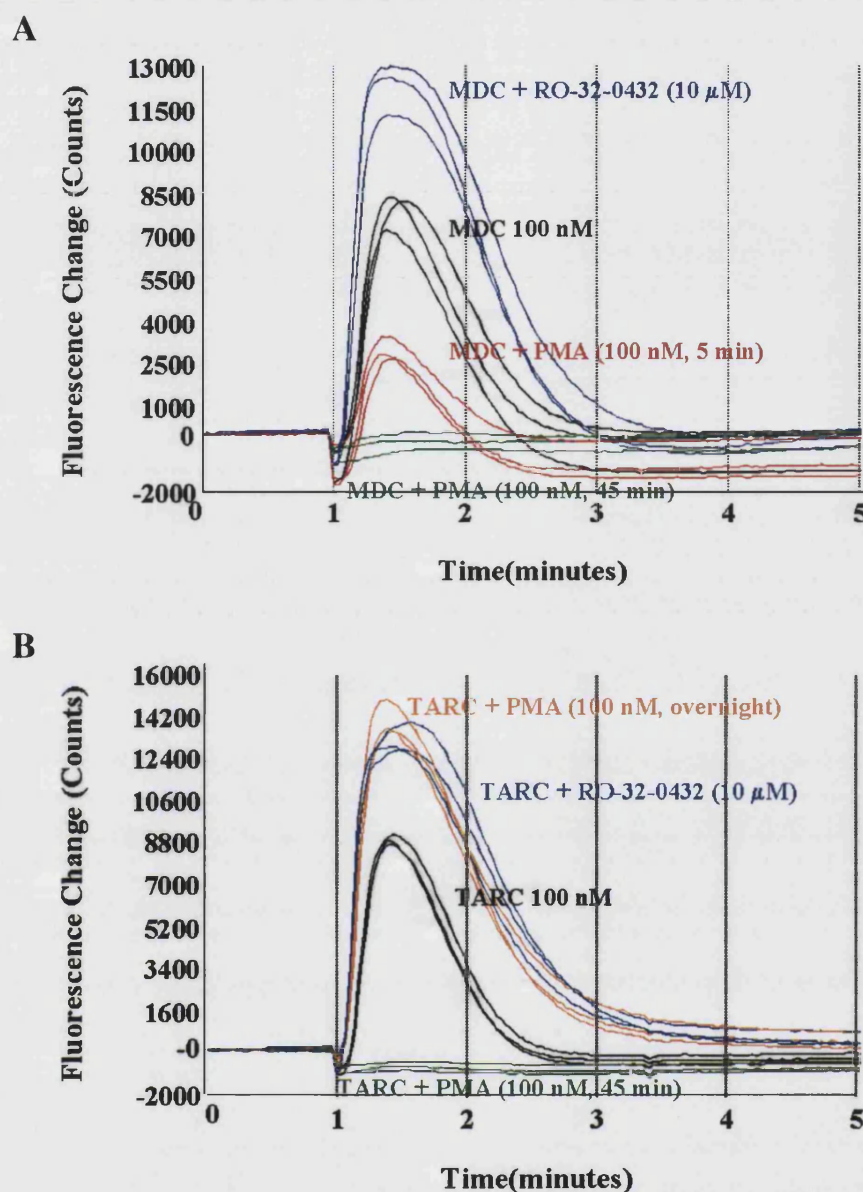 A
Fluorescence Change (Counts)
13000
11500
10000
8500
7000
5500
4000
2500
1000
0
-2000
MDC + RO-32-0432 (10 µM)
MDC 100 nM
MDC + PMA (100 nM, 5 min)
MDC + PMA (100 nM, 45 min)
0 1 2 3 4 5
Time(minutes)
B
Fluorescence Change (Counts)
16000
14200
12400
10600
8800
7000
5200
3400
1600
-0
-2000
TARC + PMA (100 nM, overnight)
TARC + RO-32-0432 (10 µM)
TARC 100 nM
TARC + PMA (100 nM, 45 min)
0 1 2 3 4 5
Time(minutes)